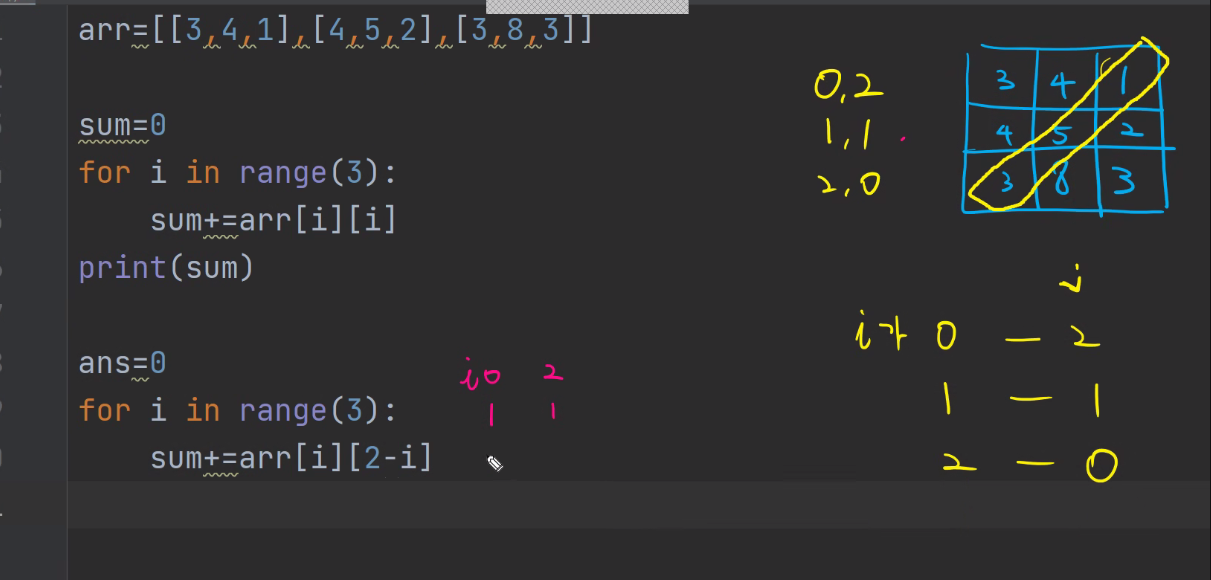 arr=[[3,4,1],[4,5,2],[3,8,3]]
sum=0
for i in range(3):
    sum+=arr[i][i]
print(sum)
ans=0
for i in range(3):
    sum+=arr[i][2-i]
i 0 2
1 1
0,2
1,1
2,0
3 4 1
4 5 2
3 8 3
j
i가 0 — 2
1 — 1
2 — 0